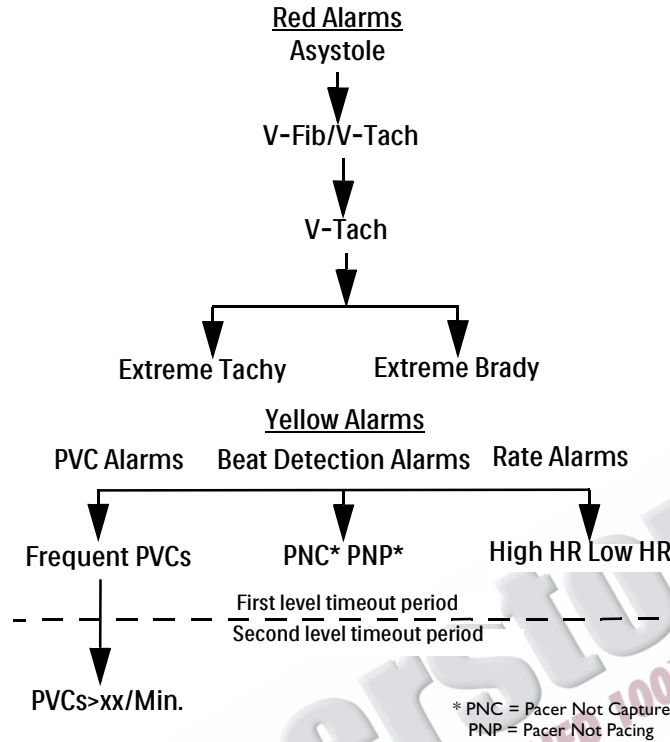 Red Alarms
Asystole
V-Fib/V-Tach
V-Tach
Extreme Tachy Extreme Brady
Yellow Alarms
PVC Alarms Beat Detection Alarms Rate Alarms
Frequent PVCs PNC* PNP* High HR Low HR
First level timeout period
Second level timeout period
PVCs>xx/Min.
* PNC = Pacer Not Capture
PNP = Pacer Not Pacing